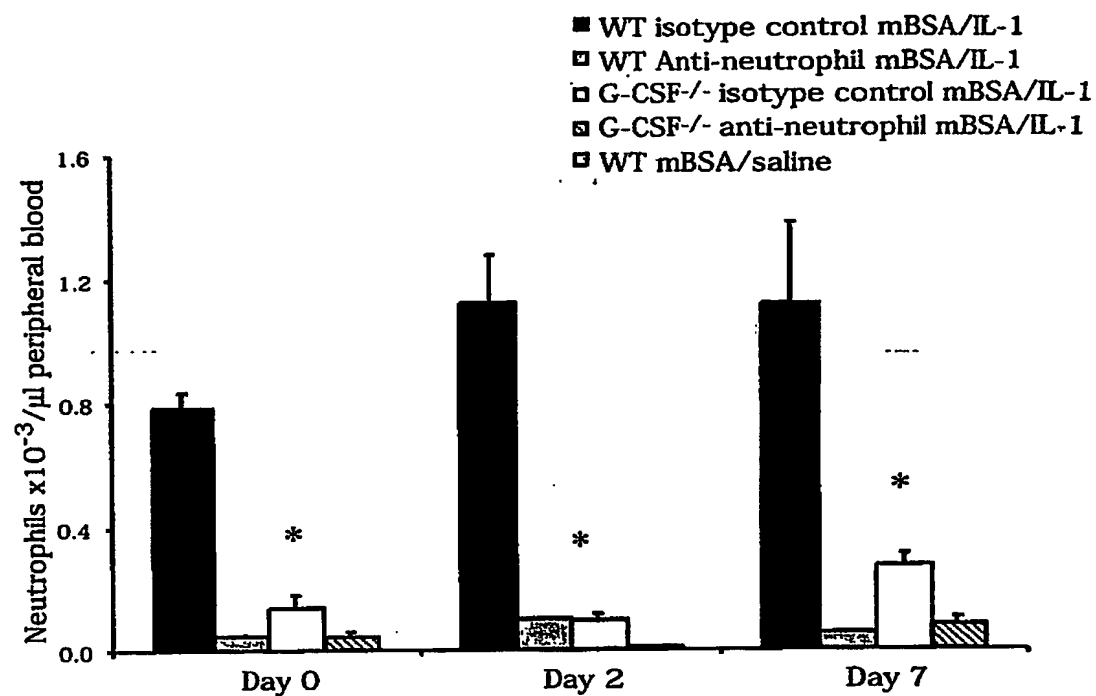 WT isotype control mBSA/IL-1
WT Anti-neutrophil mBSA/IL-1
G-CSF-/- isotype control mBSA/IL-1
G-CSF-/- anti-neutrophil mBSA/IL-1
WT mBSA/saline
Neutrophils x10-3/µl peripheral blood
1.6
1.2
0.8
0.4
0.0
*
*
*
Day 0
Day 2
Day 7